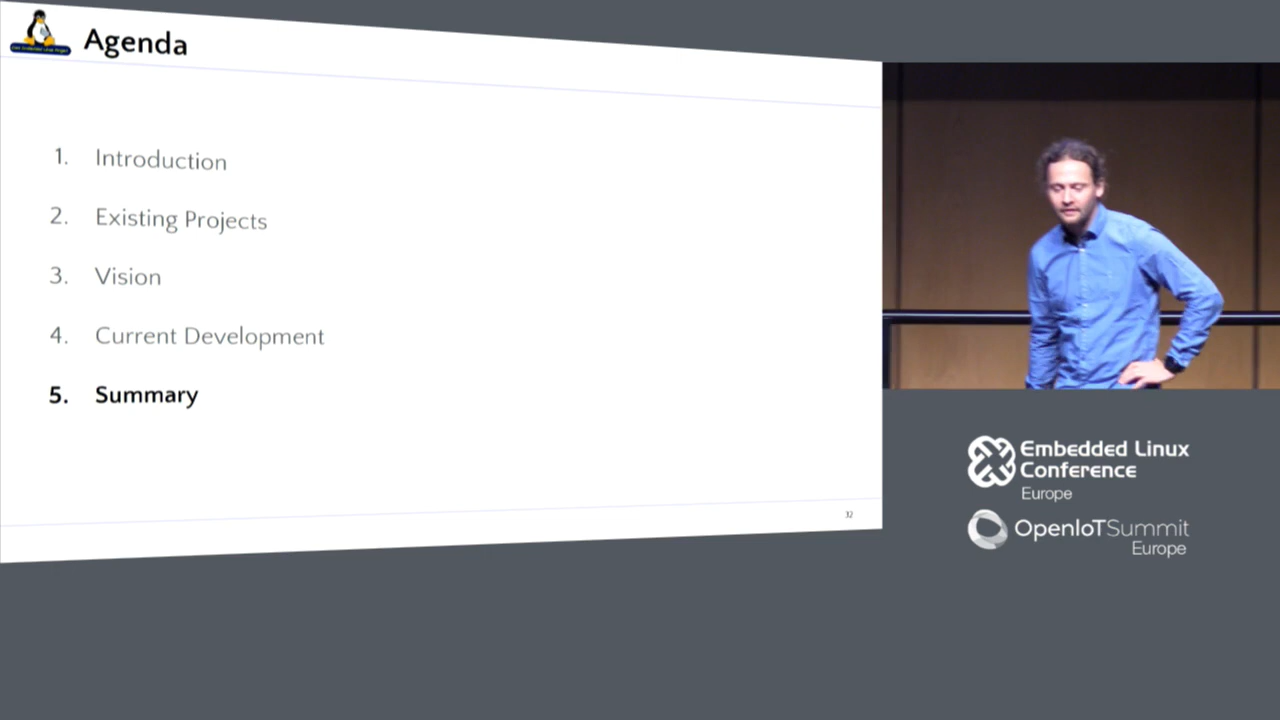 Agenda
1. Introduction
2. Existing Projects
3. Vision
4. Current Development
5. Summary
32
Embedded Linux
Conference
Europe
OpenIoTSummit
Europe